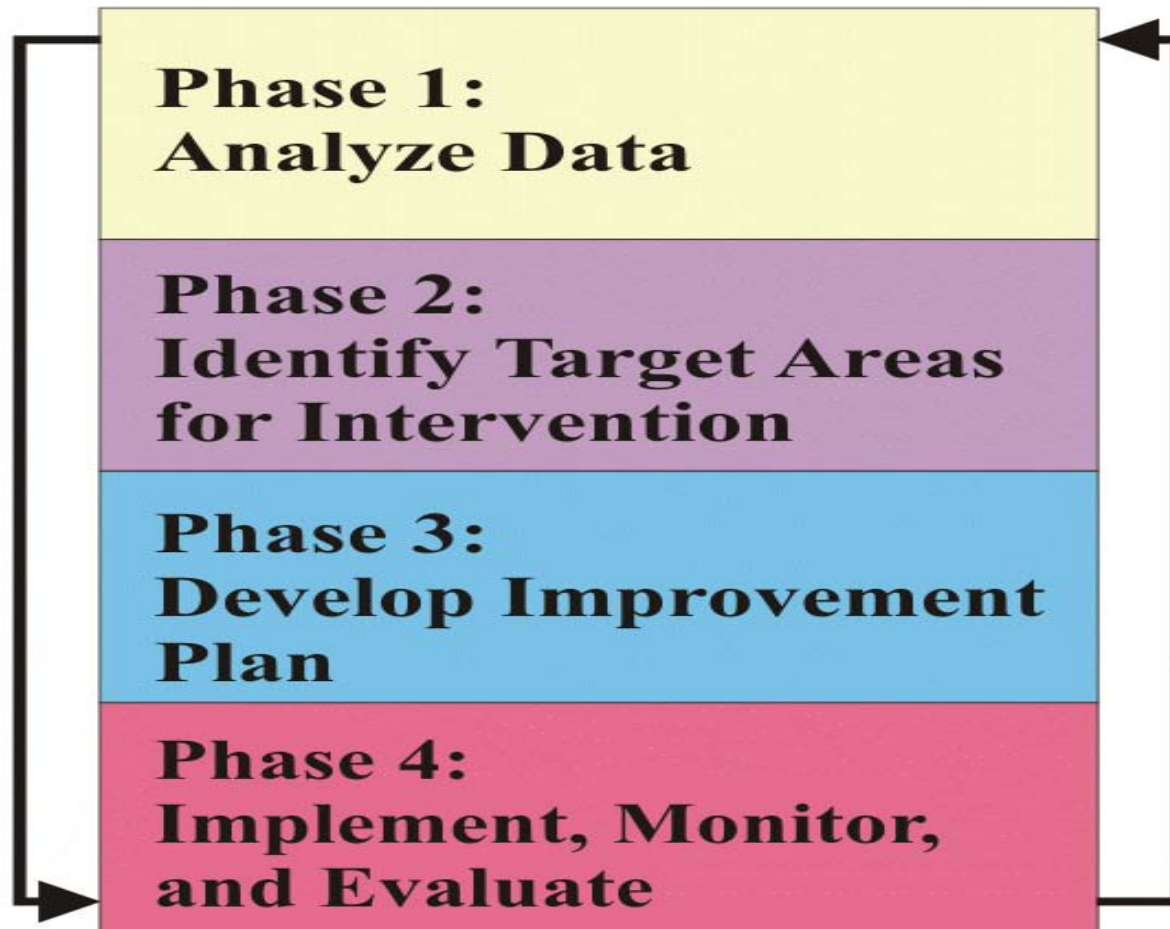 Phase 1:
Analyze Data
Phase 2:
Identify Target Areas
for Intervention
Phase 3:
Develop Improvement
Plan
Phase 4:
Implement, Monitor,
and Evaluate